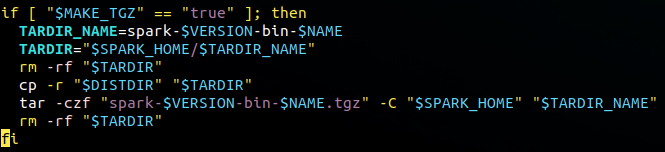 if [ "$MAKE_TGZ" == "true" ]; then
  TARDIR_NAME=spark-$VERSION-bin-$NAME
  TARDIR="$SPARK_HOME/$TARDIR_NAME"
  rm -rf "$TARDIR"
  cp -r "$DISTDIR" "$TARDIR"
  tar -czf "spark-$VERSION-bin-$NAME.tgz" -C "$SPARK_HOME" "$TARDIR_NAME"
  rm -rf "$TARDIR"
fi